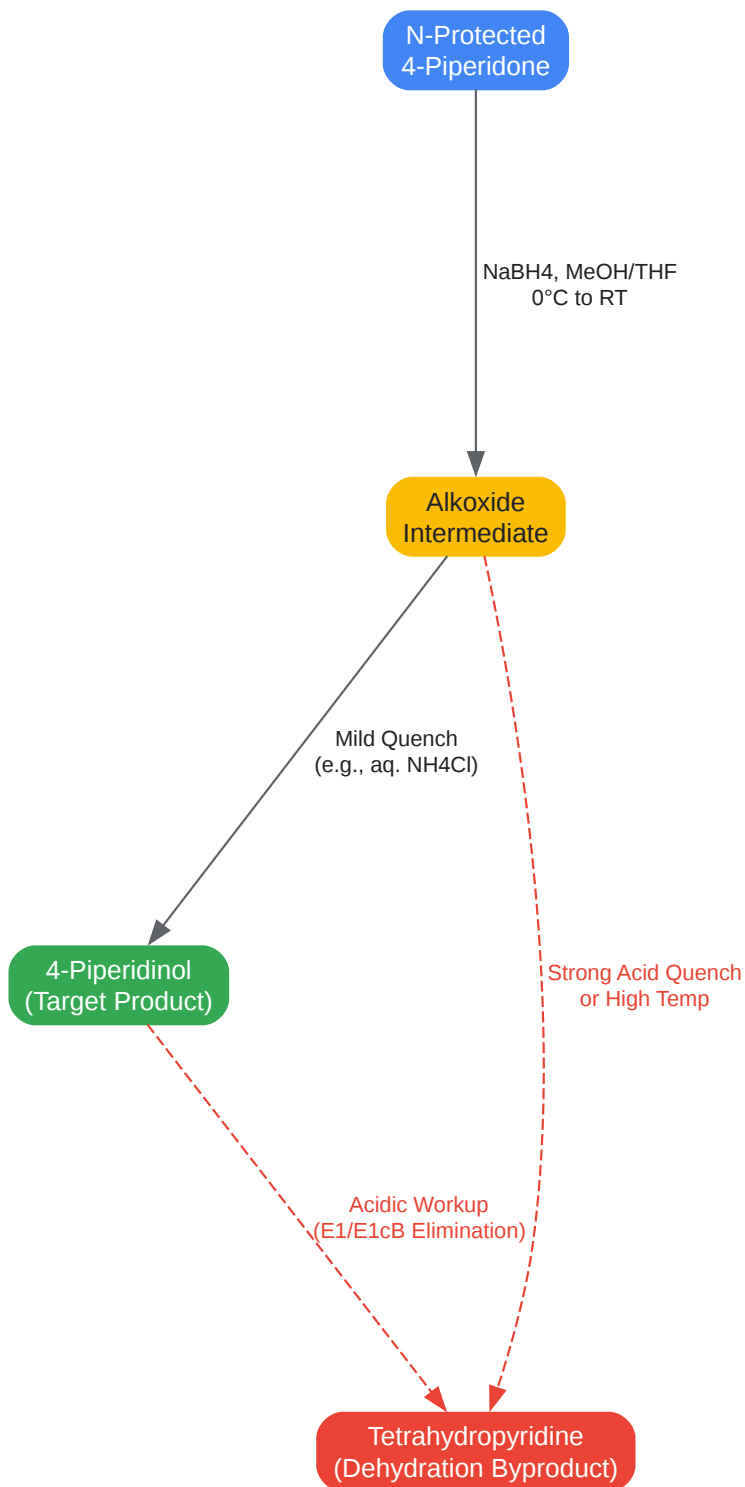 N-Protected
4-Piperidone
NaBH4, MeOH/THF
0°C to RT
Alkoxide
Intermediate
Mild Quench
(e.g., aq. NH4Cl)
4-Piperidinol
(Target Product)
Strong Acid Quench
or High Temp
Acidic Workup
(E1/E1cB Elimination)
Tetrahydropyridine
(Dehydration Byproduct)